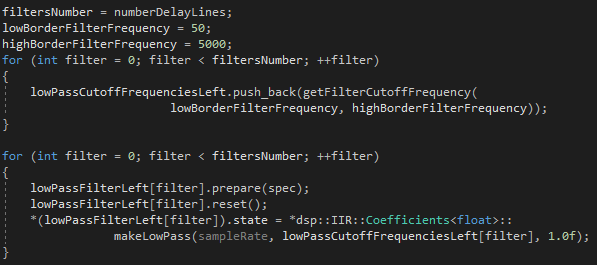 filtersNumber = numberDelayLines;
lowBorderFilterFrequency = 50;
highBorderFilterFrequency = 5000;
for (int filter = 0; filter < filtersNumber; ++filter)
{
    lowPassCutoffFrequenciesLeft.push_back(getFilterCutoffFrequency(
                        lowBorderFilterFrequency, highBorderFilterFrequency));
}

for (int filter = 0; filter < filtersNumber; ++filter)
{
    lowPassFilterLeft[filter].prepare(spec);
    lowPassFilterLeft[filter].reset();
    *(lowPassFilterLeft[filter]).state = *dsp::IIR::Coefficients<float>::
                makeLowPass(sampleRate, lowPassCutoffFrequenciesLeft[filter], 1.0f);
}